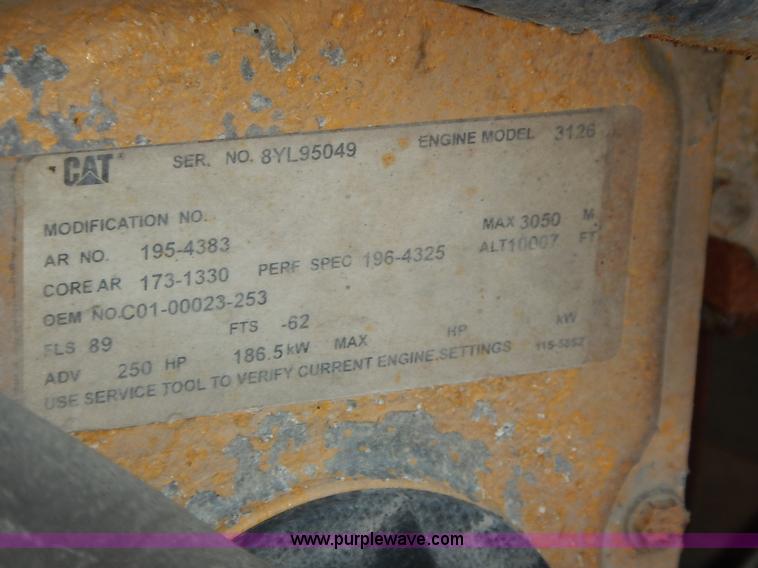 CAT SER. NO. 8YL95049 ENGINE MODEL 3126
MODIFICATION NO.
AR NO. 195-4383 MAX 3050 M
CORE AR 173-1330 PERF SPEC 196-4325 ALT 10007 FT
OEM NO. C01-00023-253
FLS 89 FTS -62
ADV 250 HP 186.5 kW MAX HP kW
USE SERVICE TOOL TO VERIFY CURRENT ENGINE SETTINGS
www.purplewave.com